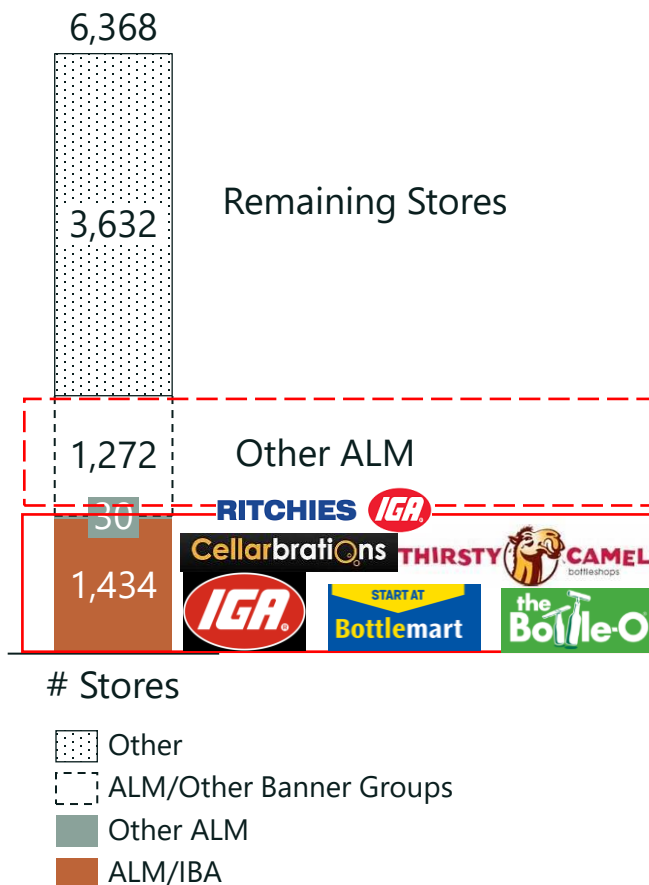 6,368
3,632
Remaining Stores
1,272
Other ALM
30
RITCHIES IGA
Cellarbrations
THIRSTY CAMEL
bottleshops
1,434
IGA
START AT
Bottlemart
the
Bottle-O
# Stores
Other
ALM/Other Banner Groups
Other ALM
ALM/IBA